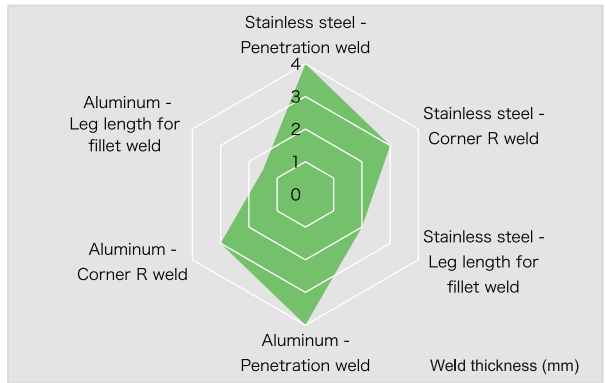 Stainless steel -
Penetration weld
4
3
2
1
0
Stainless steel -
Corner R weld
Stainless steel -
Leg length for
fillet weld
Aluminum -
Penetration weld
Aluminum -
Corner R weld
Aluminum -
Leg length for
fillet weld
Weld thickness (mm)